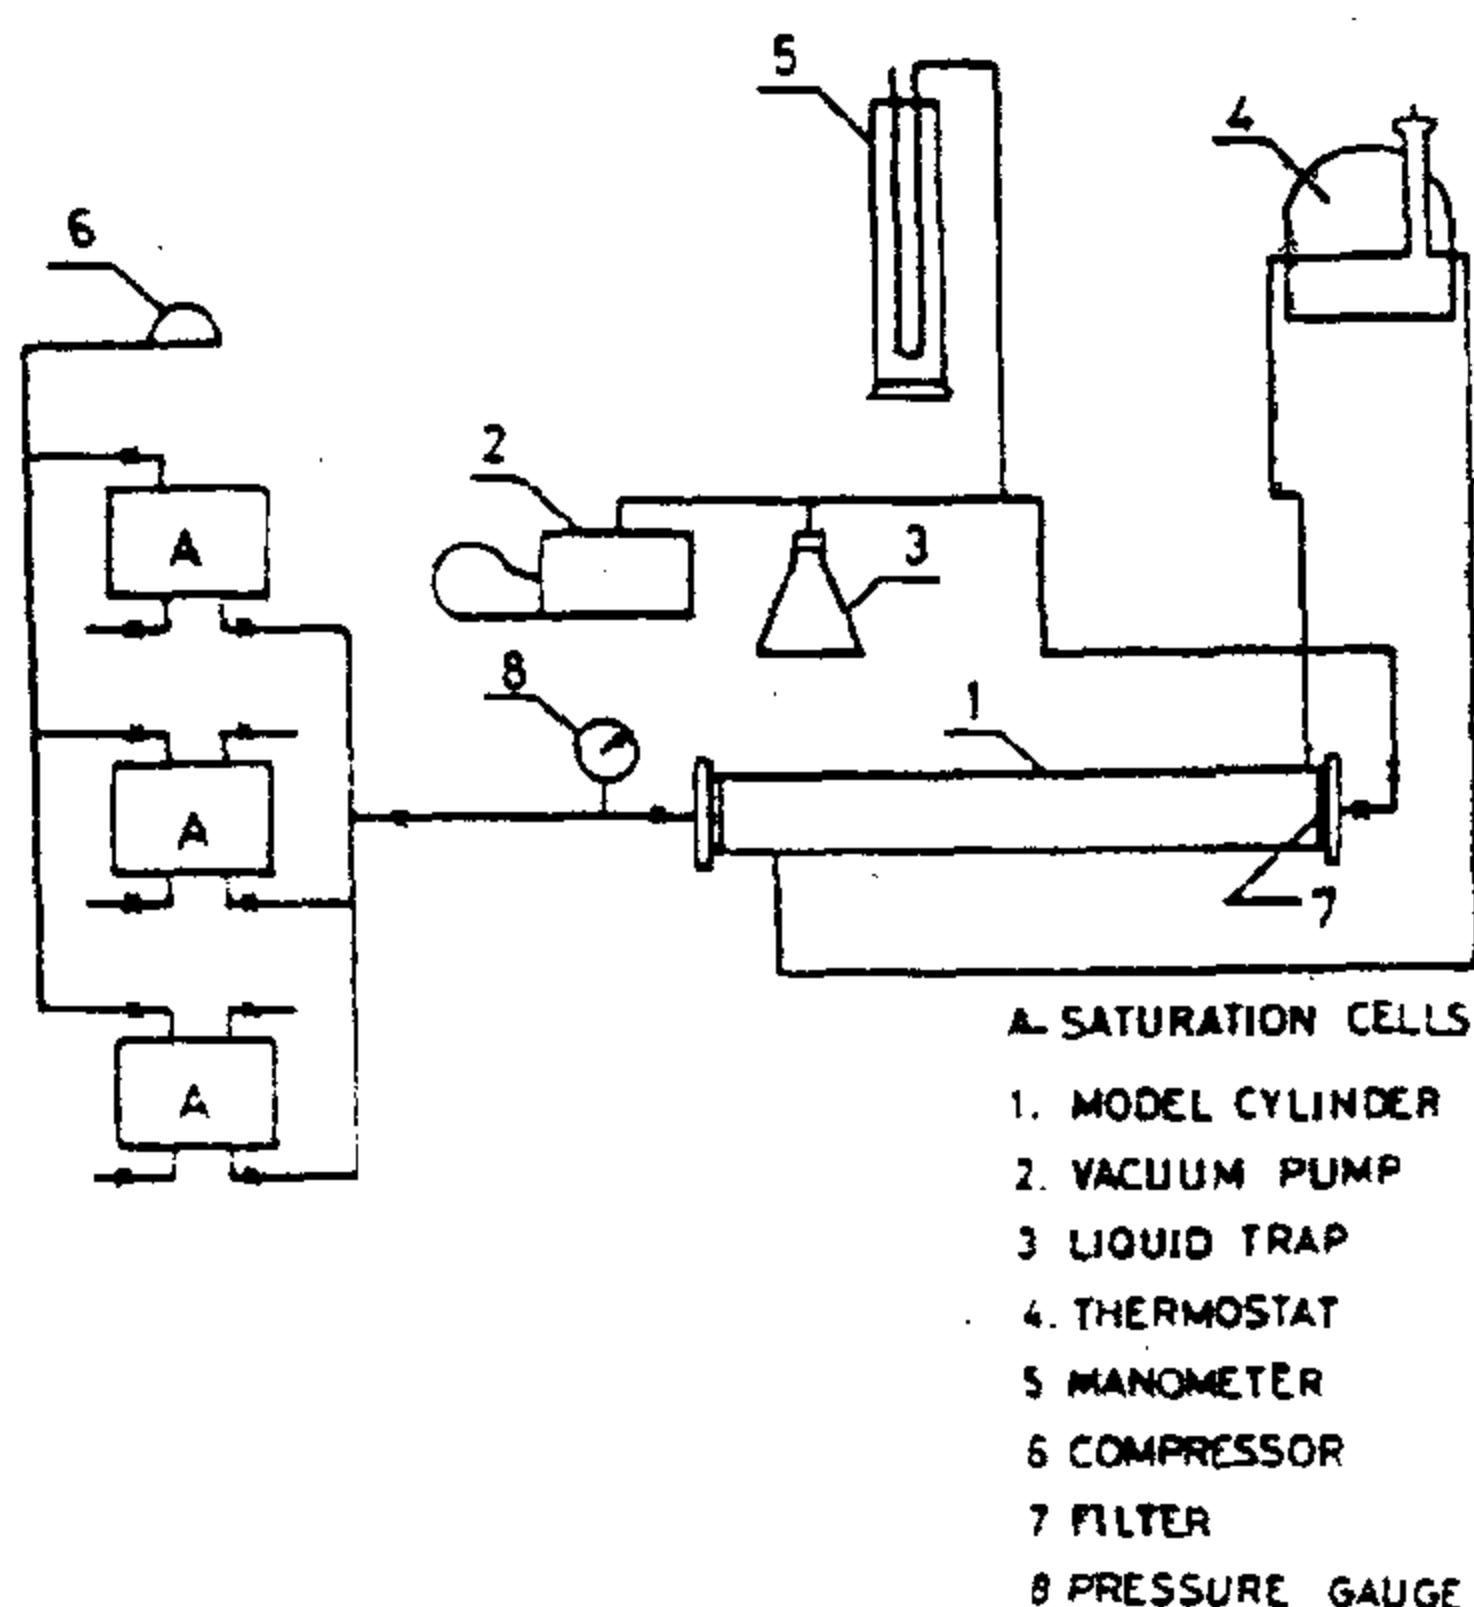 5
4
6
2
A
3
8
1
A
7
A
A- SATURATION CELLS
1. MODEL CYLINDER
2. VACUUM PUMP
3 LIQUID TRAP
4. THERMOSTAT
5 MANOMETER
6 COMPRESSOR
7 FILTER
8 PRESSURE GAUGE